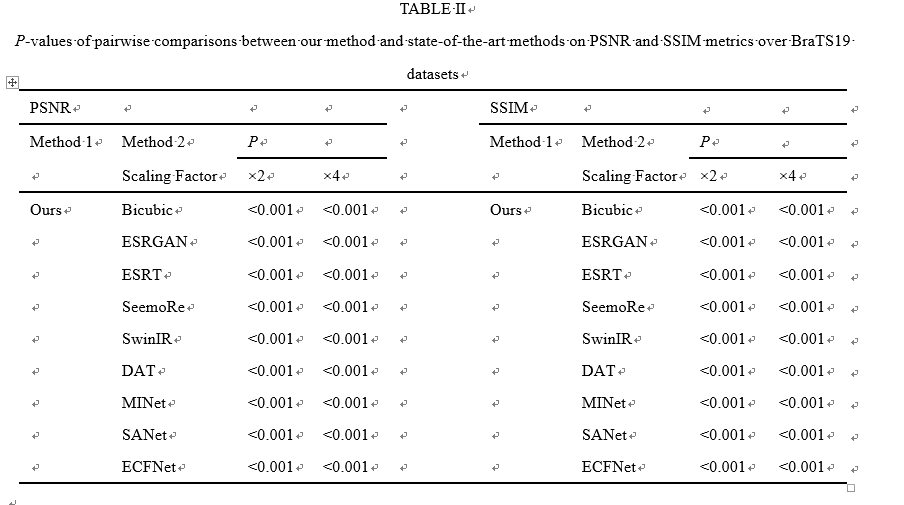 TABLE II
P-values of pairwise comparisons between our method and state-of-the-art methods on PSNR and SSIM metrics over BraTS19
datasets
PSNR SSIM
Method 1 Method 2 P Method 1 Method 2 P
Scaling Factor ×2 ×4 Scaling Factor ×2 ×4
Ours Bicubic <0.001 <0.001 Ours Bicubic <0.001 <0.001
ESRGAN <0.001 <0.001 ESRGAN <0.001 <0.001
ESRT <0.001 <0.001 ESRT <0.001 <0.001
SeemoRe <0.001 <0.001 SeemoRe <0.001 <0.001
SwinIR <0.001 <0.001 SwinIR <0.001 <0.001
DAT <0.001 <0.001 DAT <0.001 <0.001
MINet <0.001 <0.001 MINet <0.001 <0.001
SANet <0.001 <0.001 SANet <0.001 <0.001
ECFNet <0.001 <0.001 ECFNet <0.001 <0.001